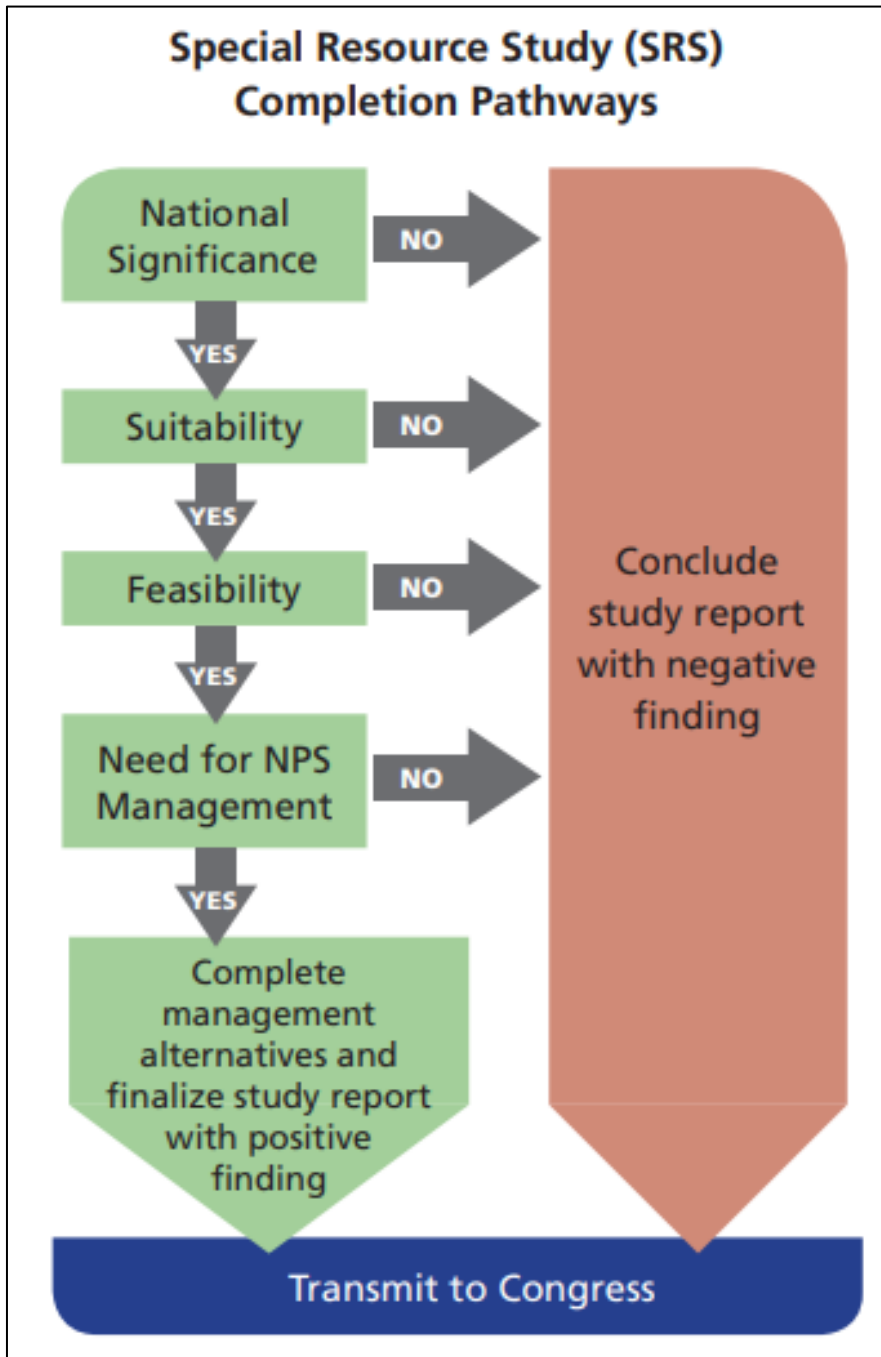 Special Resource Study (SRS)
Completion Pathways
National
Significance
NO
YES
Suitability
NO
YES
Feasibility
NO
YES
Need for NPS
Management
NO
YES
Complete
management
alternatives and
finalize study report
with positive
finding
Conclude
study report
with negative
finding
Transmit to Congress